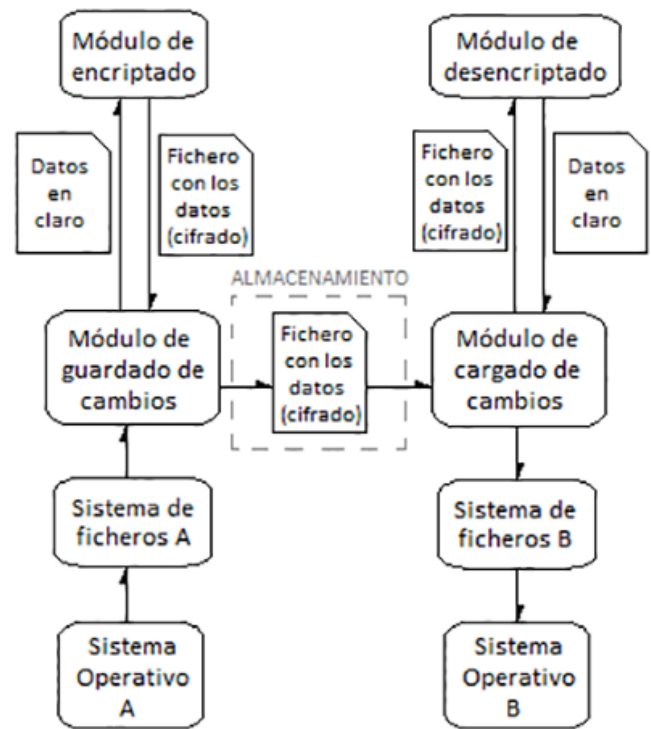 Módulo de
encriptado
Módulo de
desencriptado
Datos
en
claro
Fichero
con los
datos
(cifrado)
Fichero
con los
datos
(cifrado)
Datos
en
claro
ALMACENAMIENTO
Módulo de
guardado de
cambios
Fichero
con los
datos
(cifrado)
Módulo de
cargado de
cambios
Sistema de
ficheros A
Sistema de
ficheros B
Sistema
Operativo
A
Sistema
Operativo
B